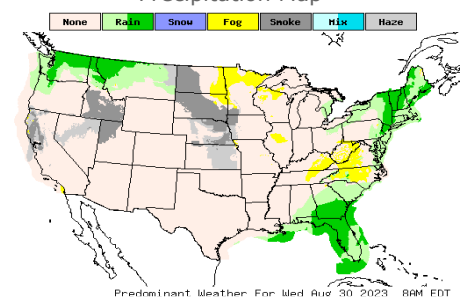 Precipitation Map
None Rain Snow Fog Smoke Mix Haze
Predominant Weather For Wed Aug 30 2023 8AM EDT